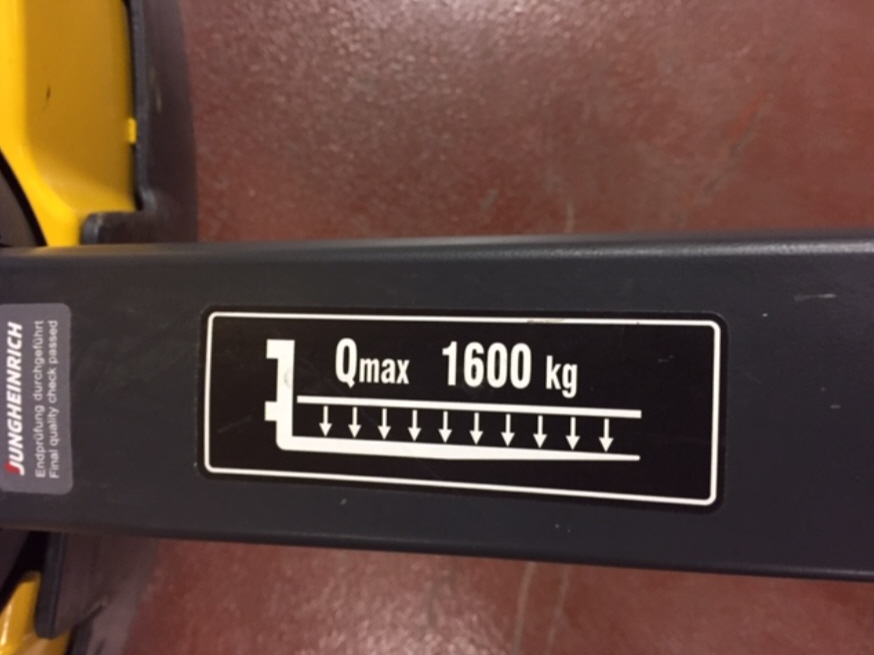 Qmax 1600 kg
JUNGHEINRICH
Endprüfung durchgeführt
Final quality check passed